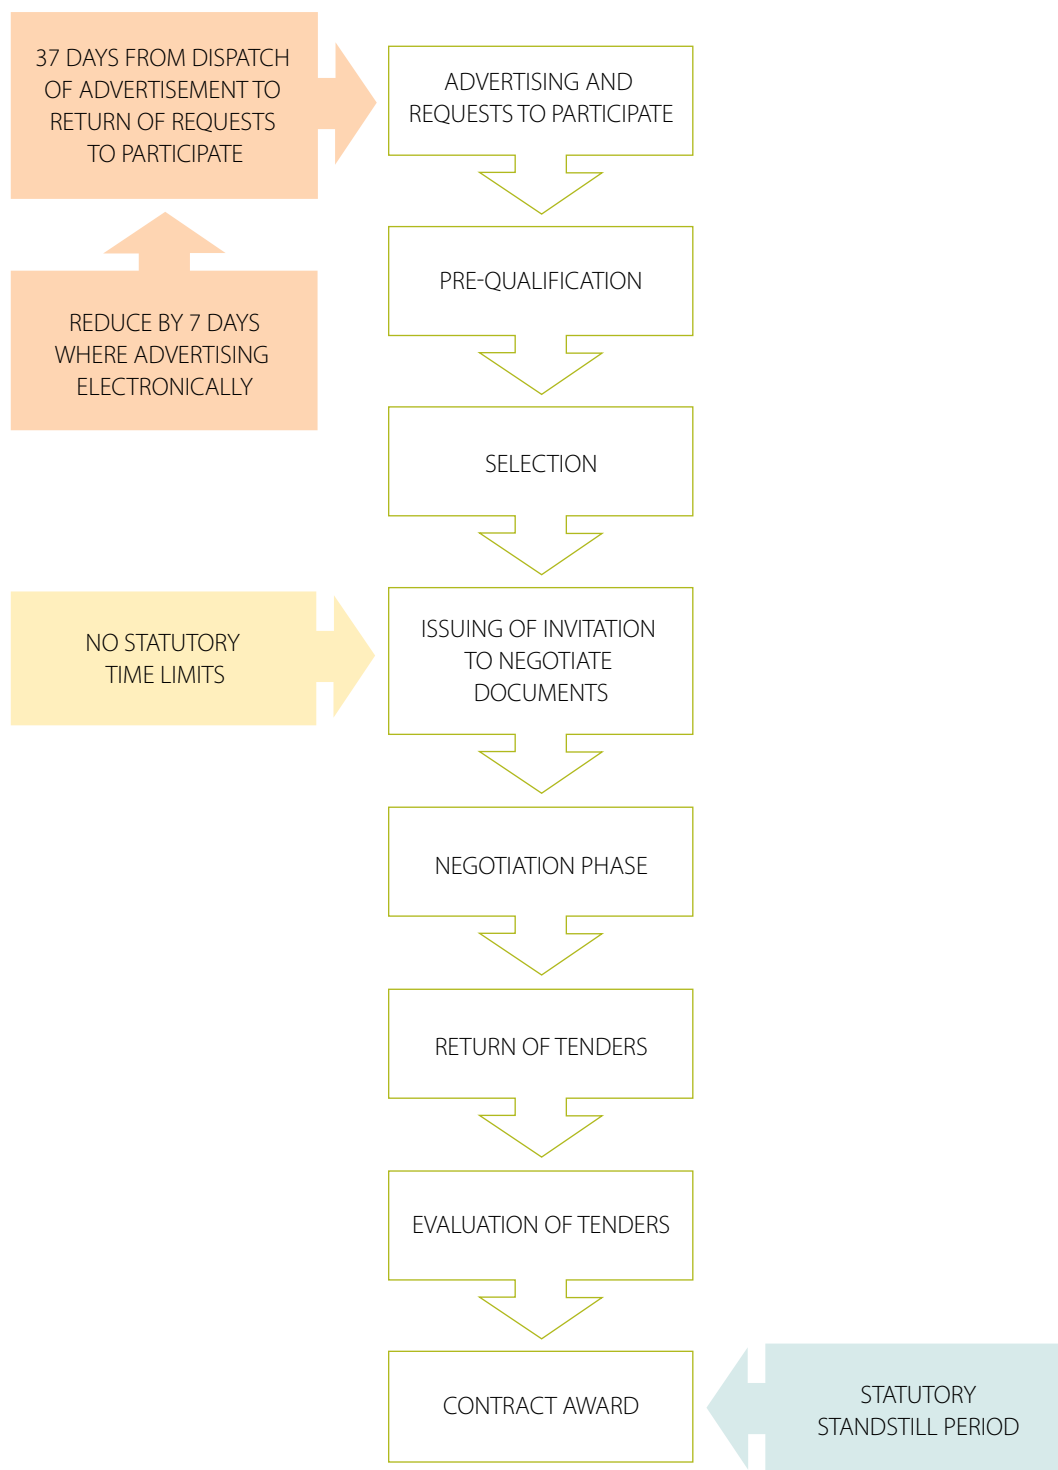 37 DAYS FROM DISPATCH
OF ADVERTISEMENT TO
RETURN OF REQUESTS
TO PARTICIPATE
ADVERTISING AND
REQUESTS TO PARTICIPATE
REDUCE BY 7 DAYS
WHERE ADVERTISING
ELECTRONICALLY
PRE-QUALIFICATION
SELECTION
NO STATUTORY
TIME LIMITS
ISSUING OF INVITATION
TO NEGOTIATE
DOCUMENTS
NEGOTIATION PHASE
RETURN OF TENDERS
EVALUATION OF TENDERS
CONTRACT AWARD
STATUTORY
STANDSTILL PERIOD